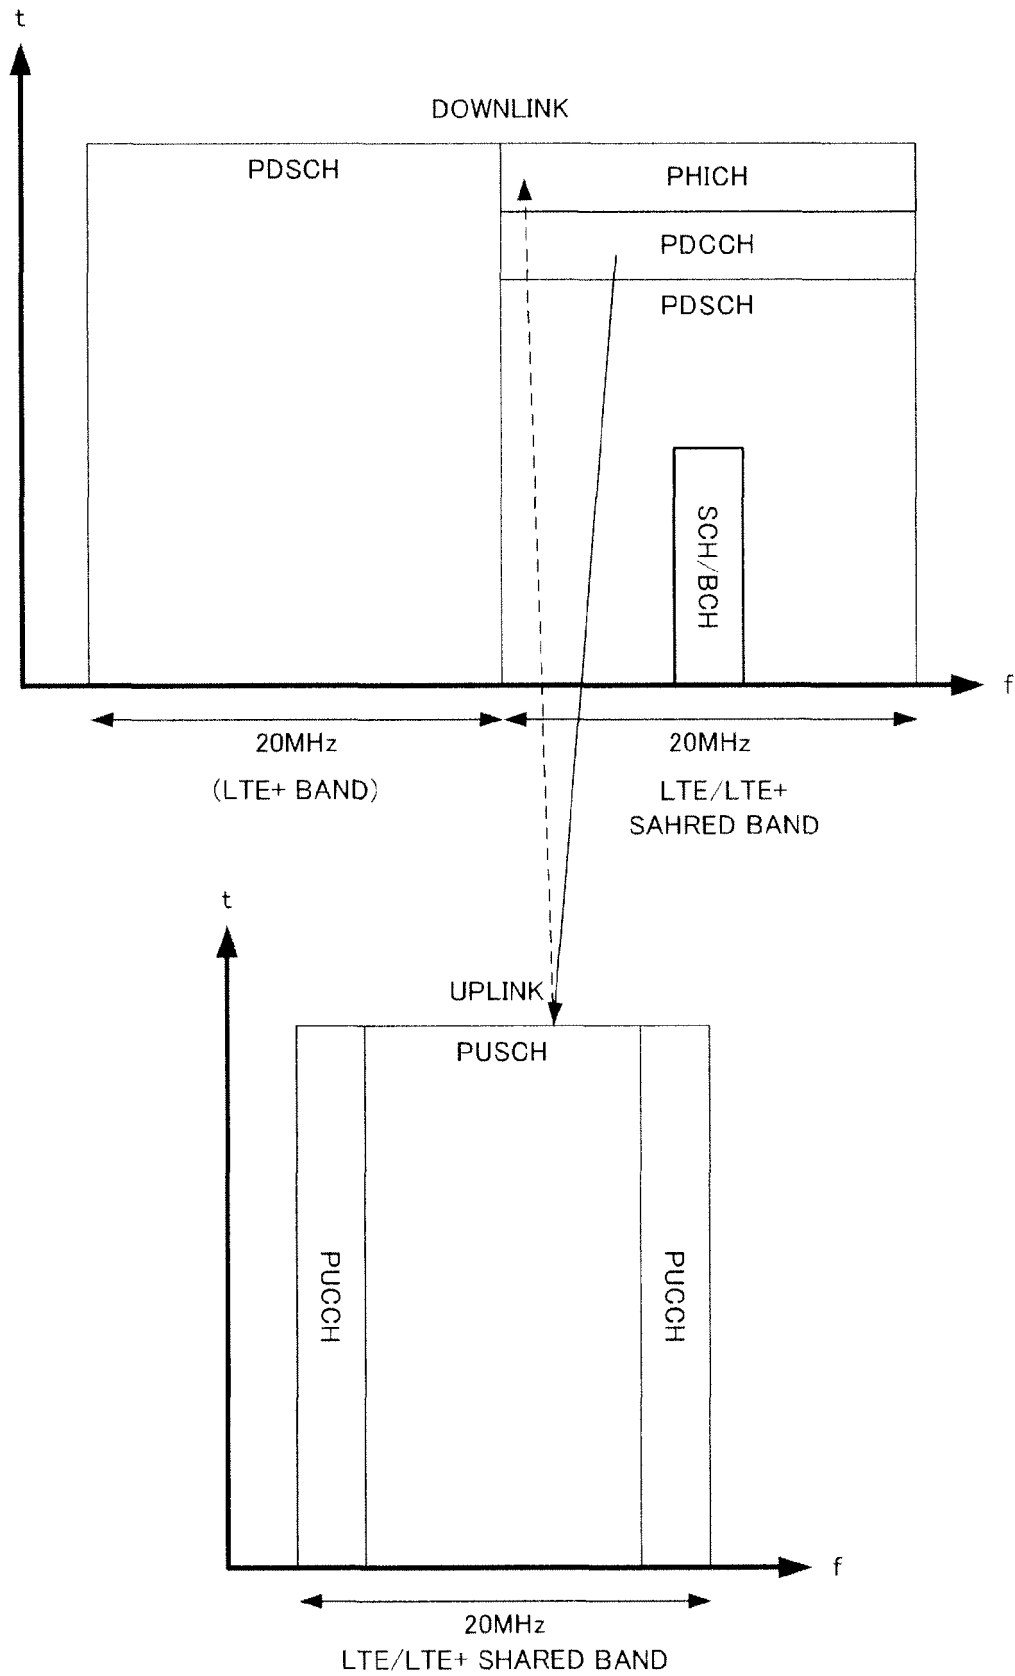 t
DOWNLINK
PDSCH
PHICH
PDCCH
PDSCH
SCH/BCH
f
20MHz
(LTE+ BAND)
20MHz
LTE/LTE+
SAHRED BAND
t
UPLINK
PUSCH
PUCCH
PUCCH
f
20MHz
LTE/LTE+ SHARED BAND